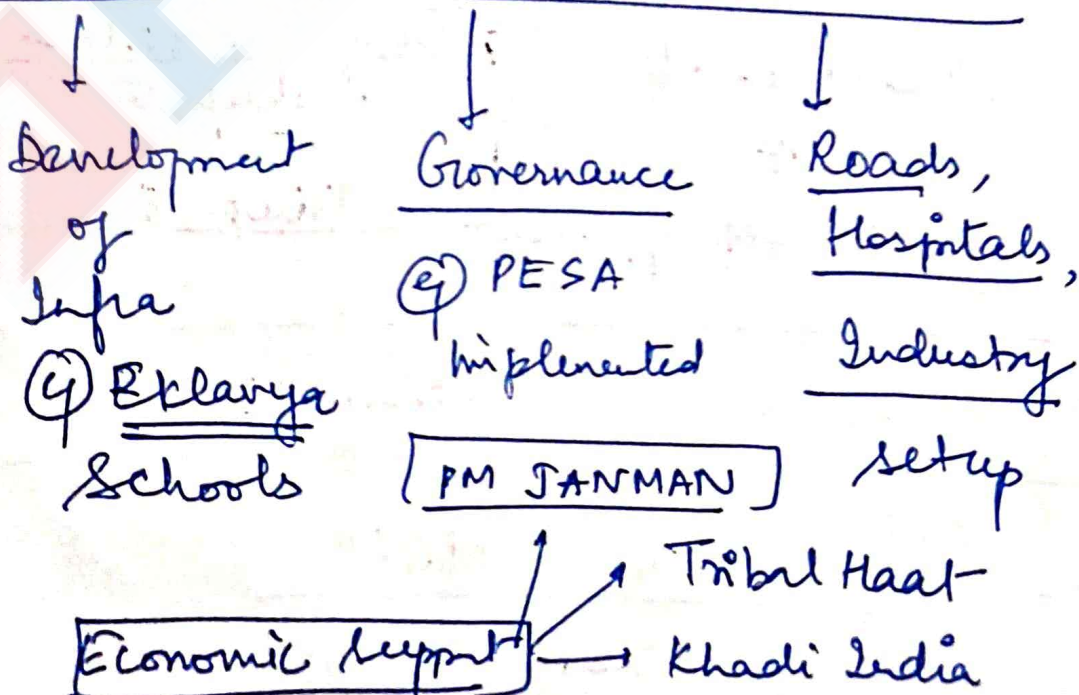 Development
of
Infra
eg Eklavya
Schools
Governance
eg PESA
implemented
PM JANMAN
Roads,
Hospitals,
Industry
setup
Economic Support
Tribal Haat
Khadi India